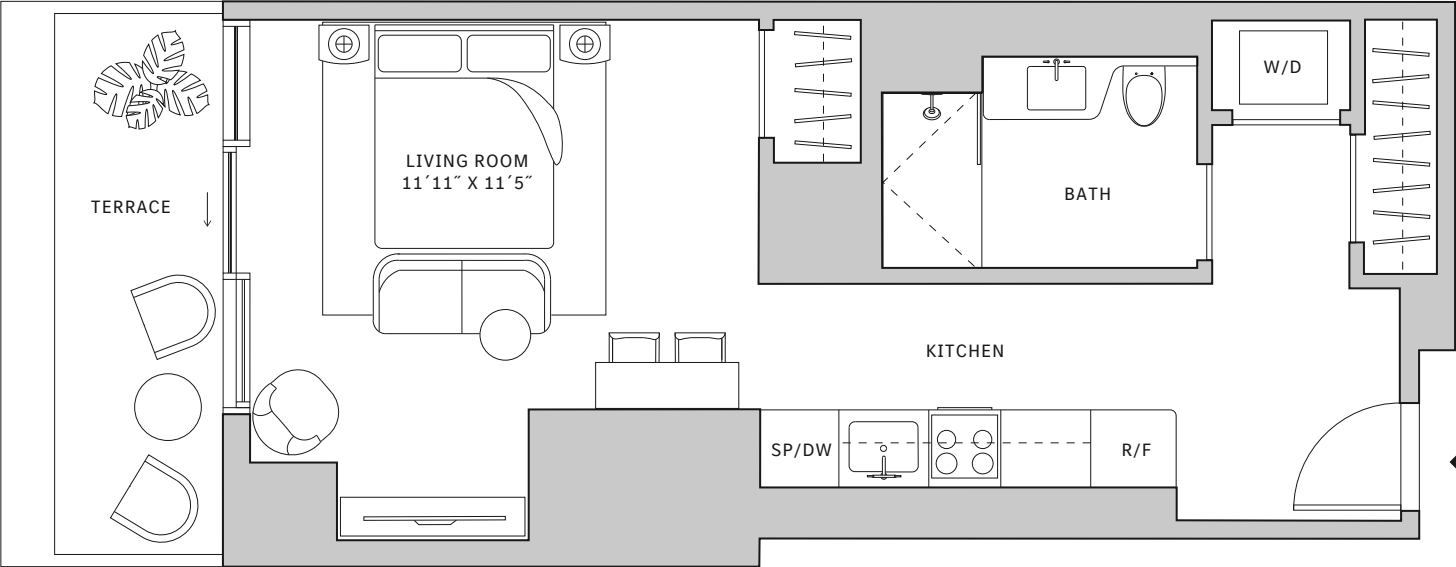 W/D
LIVING ROOM
11´11˝ X 11´5˝
TERRACE
BATH
KITCHEN
SP/DW
R/F